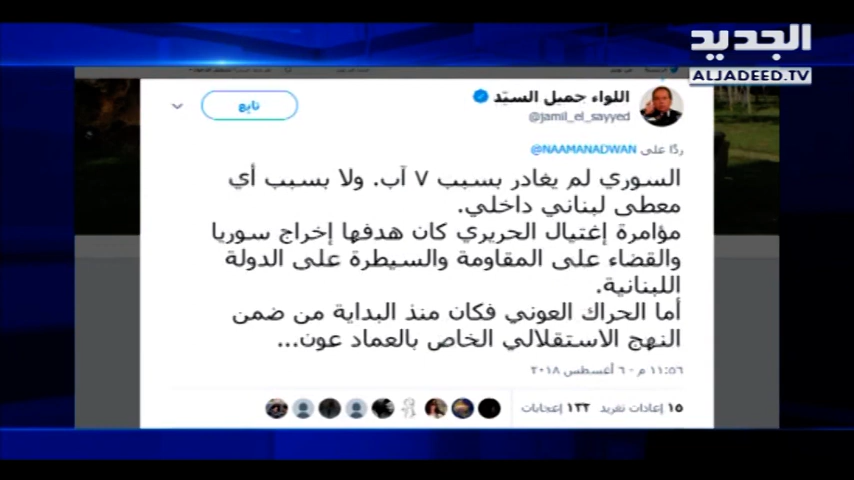 الجديد
ALJADEED.TV
اللواء جميل السيّد
@jamil_el_sayyed
تابع
ردًا على @NAAMANADWAN
السوري لم يغادر بسبب ٧ آب. ولا بسبب أي
معطى لبناني داخلي.
مؤامرة إغتيال الحريري كان هدفها إخراج سوريا
والقضاء على المقاومة والسيطرة على الدولة
اللبنانية.
أما الحراك العوني فكان منذ البداية من ضمن
النهج الاستقلالي الخاص بالعماد عون...
١١:٥٦ م - ٦ أغسطس ٢٠١٨
١٥ إعادات تغريد ١٣٣ إعجابات